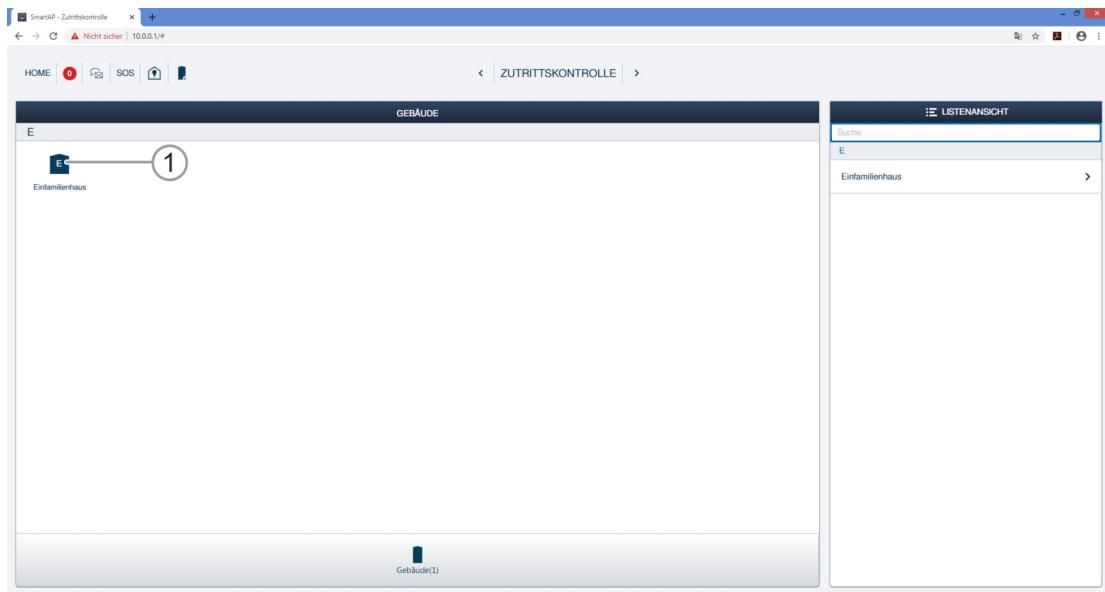 SmartAP - Zutrittskontrolle
Nicht sicher | 10.0.0.1/#
HOME 0 SOS
ZUTRITTSKONTROLLE
GEBÄUDE
E
E
1
Einfamilienhaus
Gebäude(1)
LISTENANSICHT
Suche
E
Einfamilienhaus